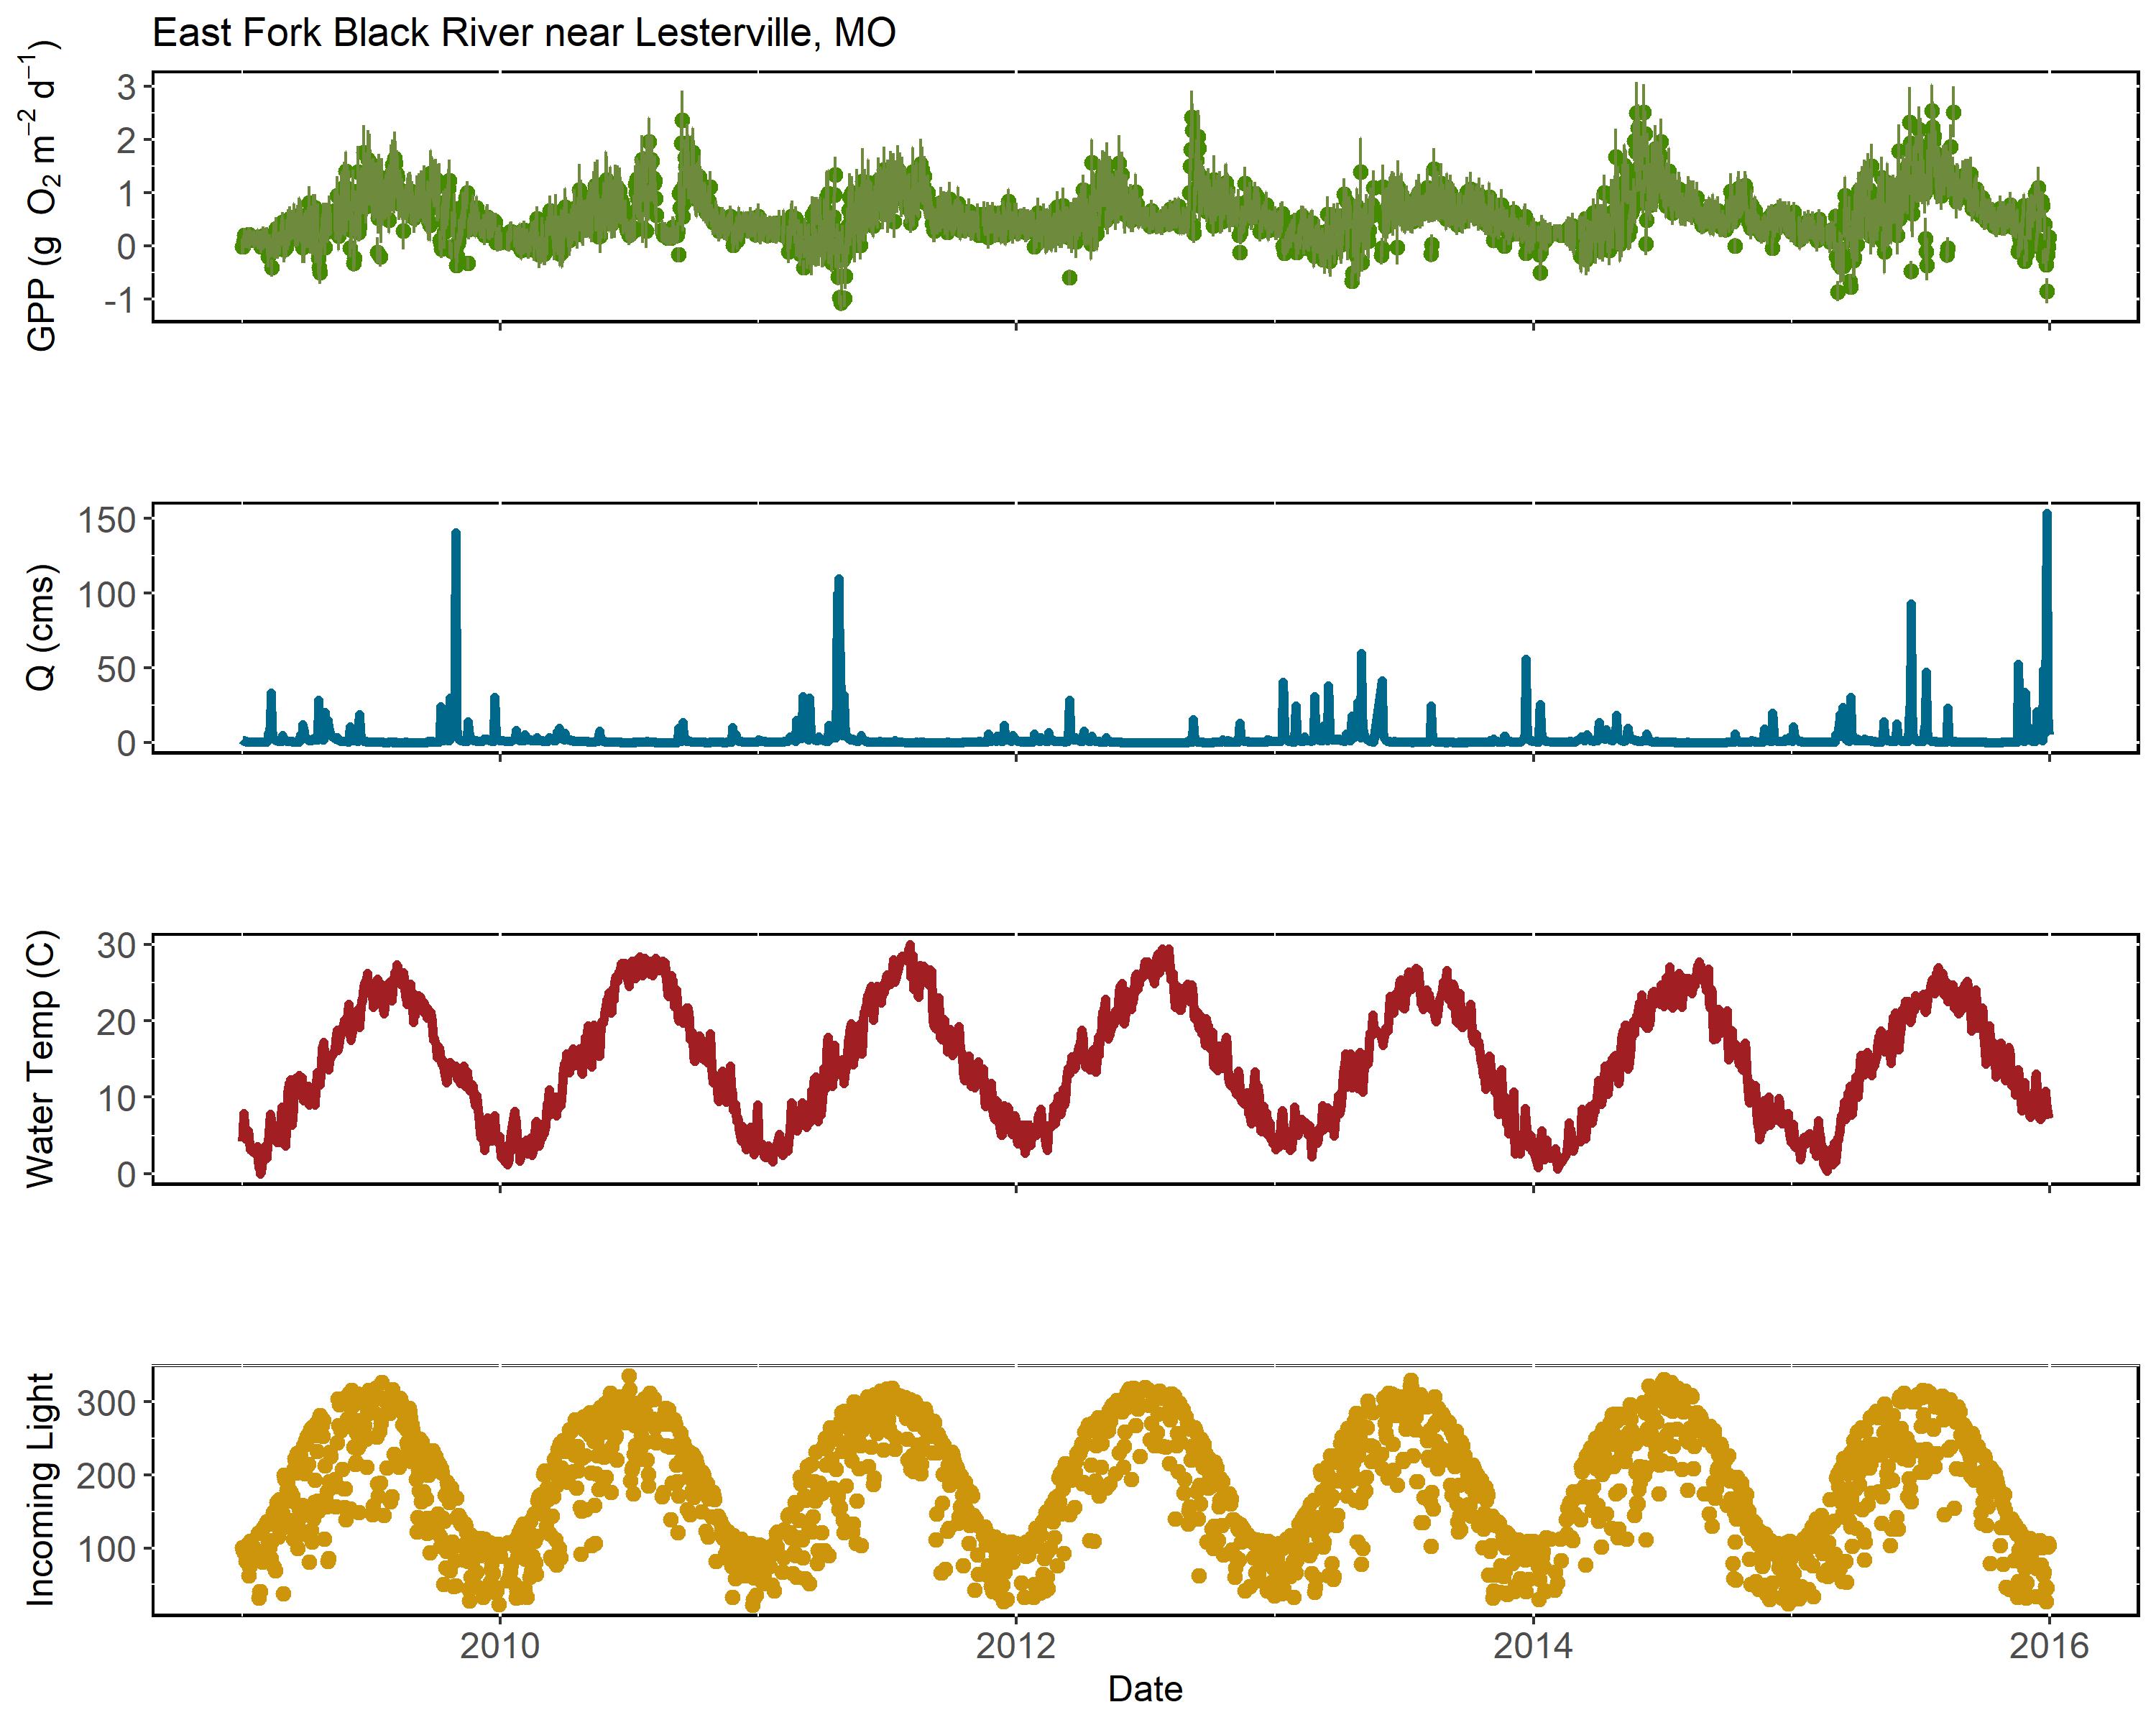 East Fork Black River near Lesterville, MO
GPP (g O₂ m⁻² d⁻¹)
3
2
1
0
-1
Q (cms)
150
100
50
0
Water Temp (C)
30
20
10
0
Incoming Light
300
200
100
2010 2012 2014 2016
Date